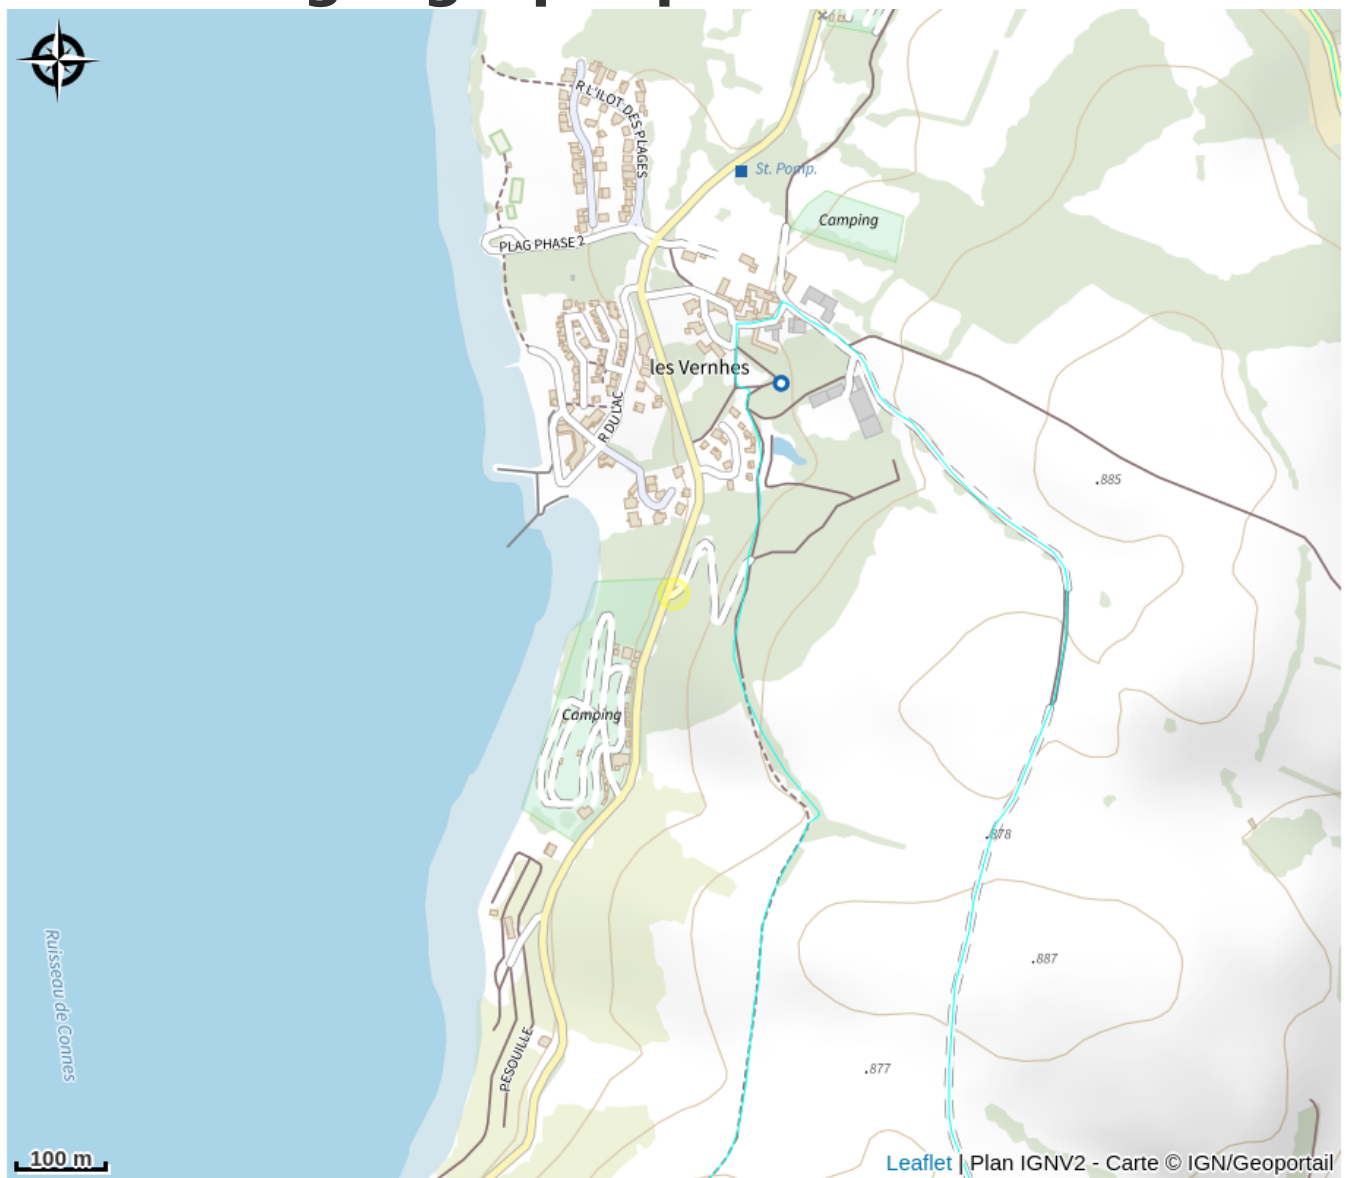 R L'ILOT DES PLAGES
St. Pomp.
Camping
PLAG PHASE 2
les Vernhes
R DU LAC
.885
Camping
.878
Ruisseau de Connes
.887
PESOUILLE
.877
100 m
Leaflet | Plan IGNV2 - Carte © IGN/Geoportail